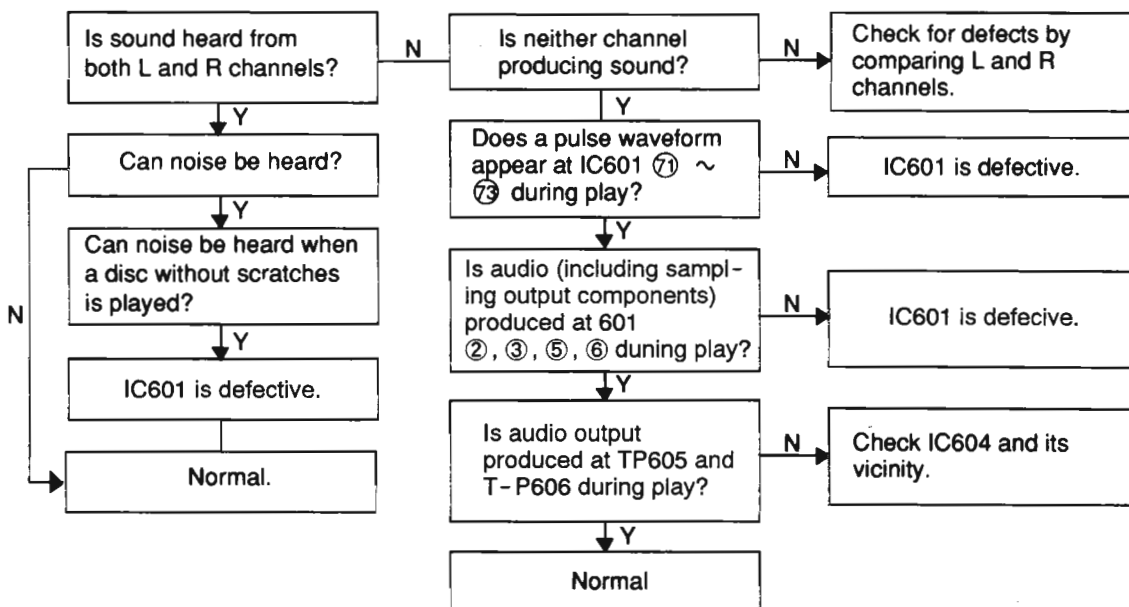 Is sound heard from
both L and R channels?
N
Is neither channel
producing sound?
N
Check for defects by
comparing L and R
channels.
Y
Y
Can noise be heard?
Does a pulse waveform
appear at IC601 ㉛ ~
㉝ during play?
N
IC601 is defective.
Y
Y
Can noise be heard when
a disc without scratches
is played?
N
Is audio (including sampl-
ing output components)
produced at 601
②, ③, ⑤, ⑥ duning play?
N
IC601 is defecive.
Y
Y
IC601 is defective.
Is audio output
produced at TP605 and
T-P606 during play?
N
Check IC604 and its
vicinity.
Normal.
Y
Normal